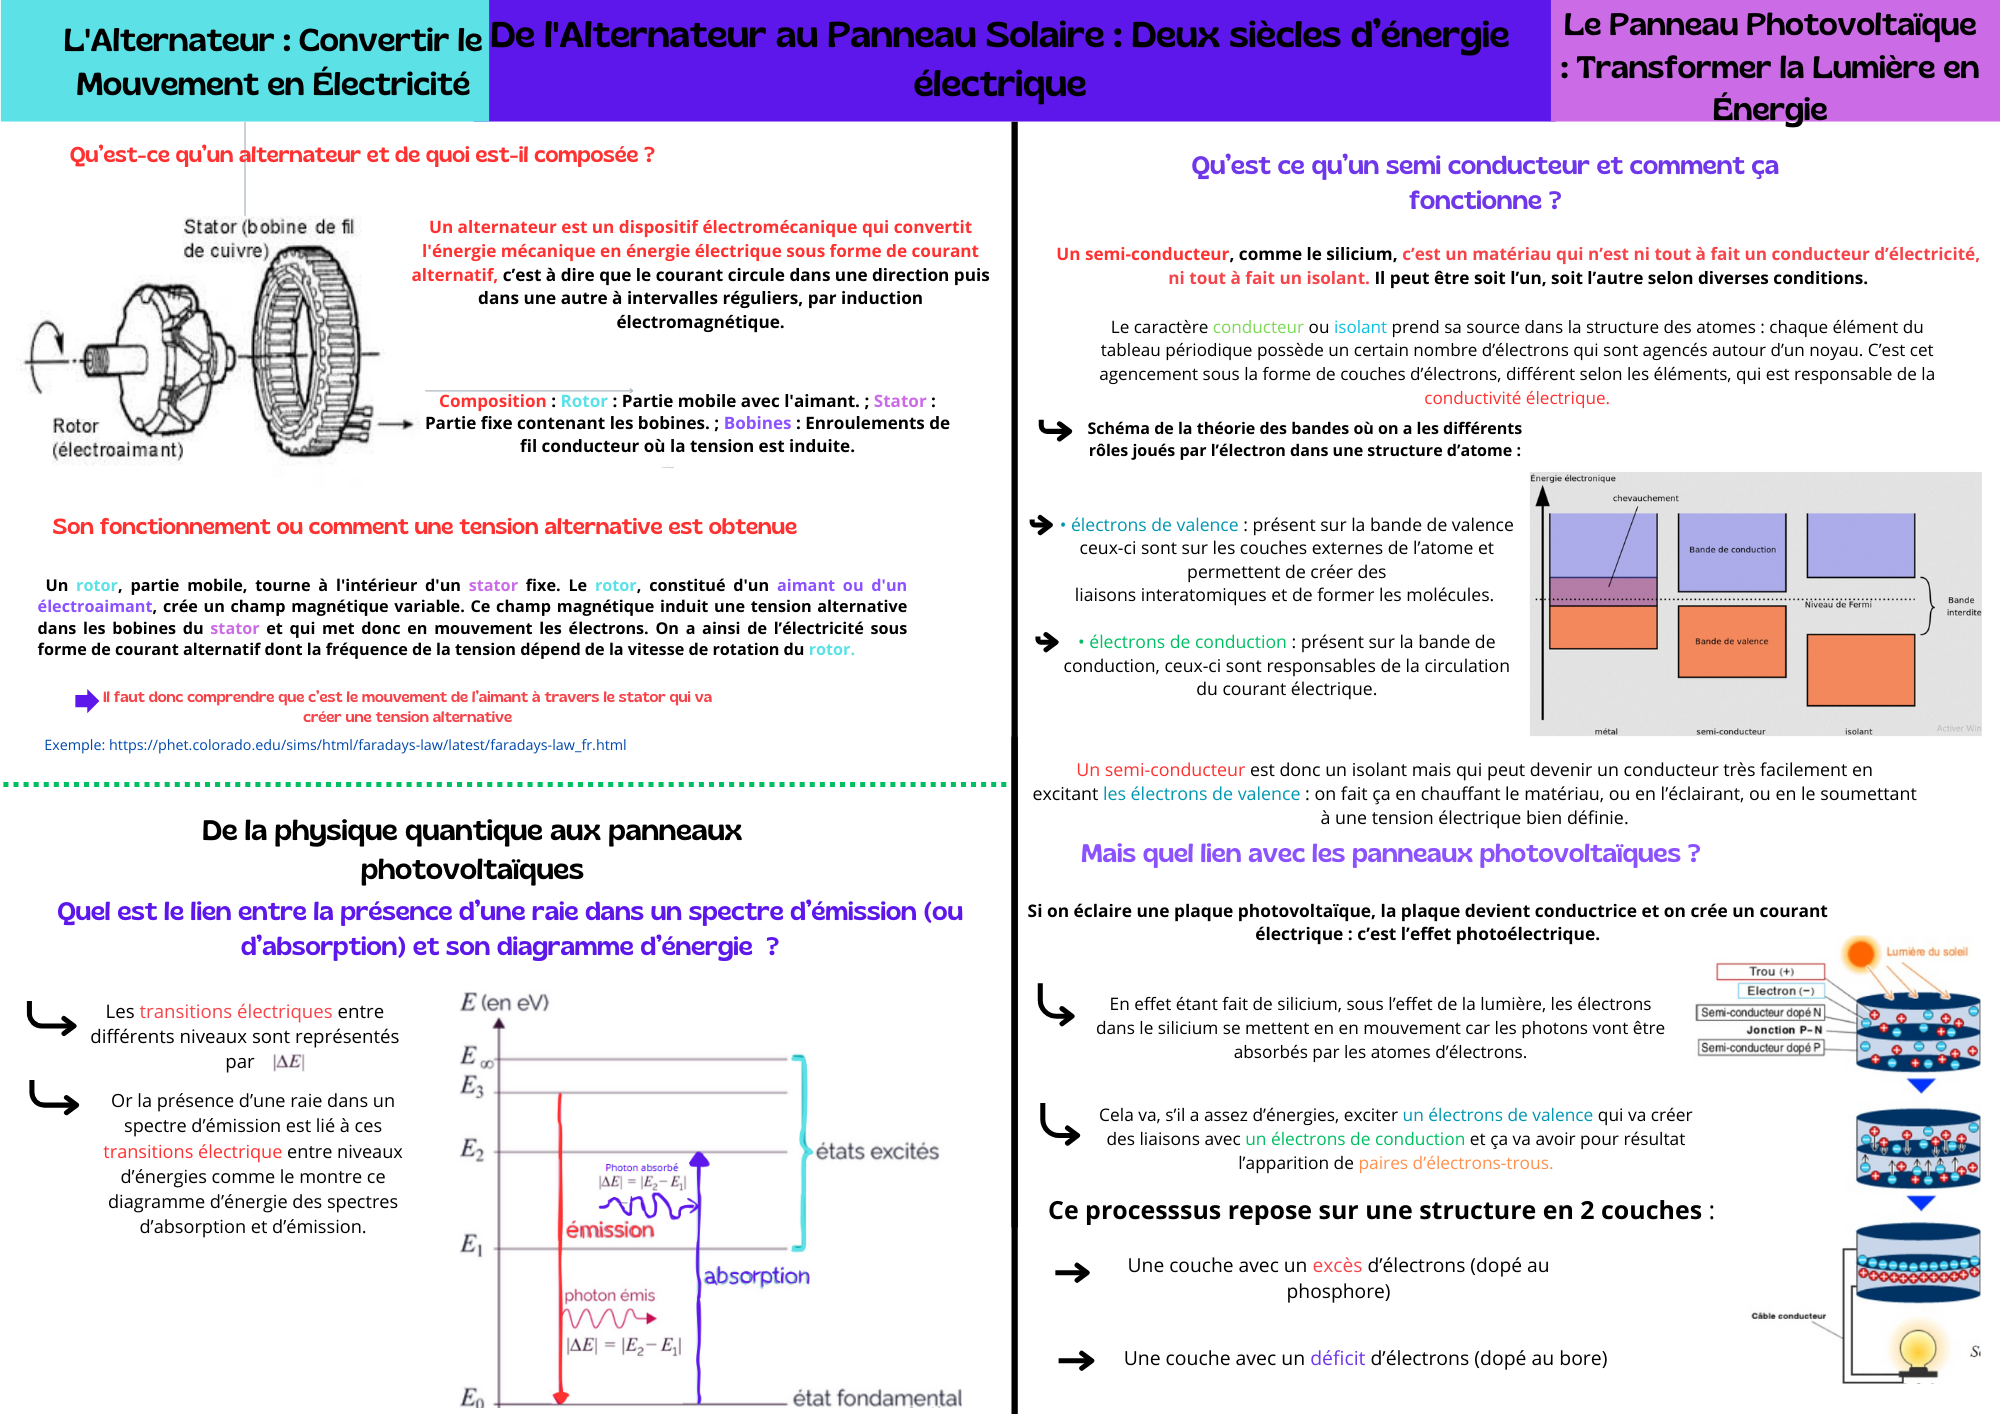 L'Alternateur : Convertir le
Mouvement en Électricité
De l'Alternateur au Panneau Solaire : Deux siècles d’énergie
électrique
Le Panneau Photovoltaïque
: Transformer la Lumière en
Énergie
Qu’est-ce qu’un alternateur et de quoi est-il composée ?
Stator (bobine de fil
de cuivre)
Rotor
(électroaimant)
Un alternateur est un dispositif électromécanique qui convertit
l'énergie mécanique en énergie électrique sous forme de courant
alternatif, c’est à dire que le courant circule dans une direction puis
dans une autre à intervalles réguliers, par induction
électromagnétique.
Composition : Rotor : Partie mobile avec l'aimant. ; Stator :
Partie fixe contenant les bobines. ; Bobines : Enroulements de
fil conducteur où la tension est induite.
Son fonctionnement ou comment une tension alternative est obtenue
Un rotor, partie mobile, tourne à l'intérieur d'un stator fixe. Le rotor, constitué d'un aimant ou d'un
électroaimant, crée un champ magnétique variable. Ce champ magnétique induit une tension alternative
dans les bobines du stator et qui met donc en mouvement les électrons. On a ainsi de l’électricité sous
forme de courant alternatif dont la fréquence de la tension dépend de la vitesse de rotation du rotor.
Il faut donc comprendre que c’est le mouvement de l’aimant à travers le stator qui va
créer une tension alternative
Exemple: https://phet.colorado.edu/sims/html/faradays-law/latest/faradays-law_fr.html
De la physique quantique aux panneaux
photovoltaïques
Quel est le lien entre la présence d’une raie dans un spectre d’émission (ou
d’absorption) et son diagramme d’énergie ?
Les transitions électriques entre
différents niveaux sont représentés
par |ΔE|
Or la présence d’une raie dans un
spectre d’émission est lié à ces
transitions électrique entre niveaux
d’énergies comme le montre ce
diagramme d’énergie des spectres
d’absorption et d’émission.
E (en eV)
E∞
E3
E2
états excités
Photon absorbé
|ΔE| = |E2−E1|
émission
E1
absorption
photon émis
|ΔE| = |E2−E1|
E0
état fondamental
Qu’est ce qu’un semi conducteur et comment ça
fonctionne ?
Un semi-conducteur, comme le silicium, c’est un matériau qui n’est ni tout à fait un conducteur d’électricité,
ni tout à fait un isolant. Il peut être soit l’un, soit l’autre selon diverses conditions.
Le caractère conducteur ou isolant prend sa source dans la structure des atomes : chaque élément du
tableau périodique possède un certain nombre d’électrons qui sont agencés autour d’un noyau. C’est cet
agencement sous la forme de couches d’électrons, différent selon les éléments, qui est responsable de la
conductivité électrique.
Schéma de la théorie des bandes où on a les différents
rôles joués par l’électron dans une structure d’atome :
• électrons de valence : présent sur la bande de valence
ceux-ci sont sur les couches externes de l’atome et
permettent de créer des
liaisons interatomiques et de former les molécules.
• électrons de conduction : présent sur la bande de
conduction, ceux-ci sont responsables de la circulation
du courant électrique.
Énergie électronique
chevauchement
Bande de conduction
Niveau de Fermi
Bande
interdite
Bande de valence
métal
semi-conducteur
isolant
Activer Win
Un semi-conducteur est donc un isolant mais qui peut devenir un conducteur très facilement en
excitant les électrons de valence : on fait ça en chauffant le matériau, ou en l’éclairant, ou en le soumettant
à une tension électrique bien définie.
Mais quel lien avec les panneaux photovoltaïques ?
Si on éclaire une plaque photovoltaïque, la plaque devient conductrice et on crée un courant
électrique : c’est l’effet photoélectrique.
En effet étant fait de silicium, sous l’effet de la lumière, les électrons
dans le silicium se mettent en en mouvement car les photons vont être
absorbés par les atomes d’électrons.
Cela va, s’il a assez d’énergies, exciter un électrons de valence qui va créer
des liaisons avec un électrons de conduction et ça va avoir pour résultat
l’apparition de paires d’électrons-trous.
Ce processsus repose sur une structure en 2 couches :
Une couche avec un excès d’électrons (dopé au
phosphore)
Une couche avec un déficit d’électrons (dopé au bore)
Lumière du soleil
Trou (+)
Electron (−)
Semi-conducteur dopé N
Jonction P-N
Semi-conducteur dopé P
Câble conducteur